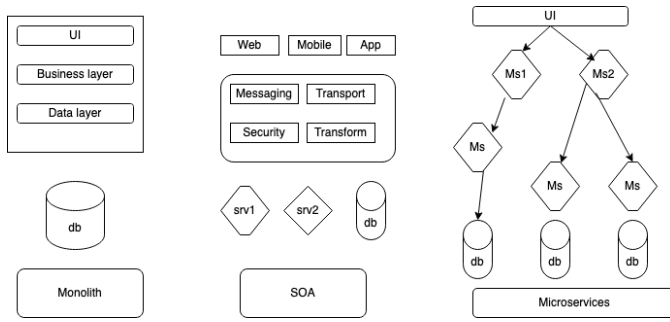 UI
Business layer
Data layer
db
Monolith
Web
Mobile
App
Messaging
Transport
Security
Transform
srv1
srv2
db
SOA
UI
Ms1
Ms2
Ms
Ms
Ms
db
db
db
Microservices